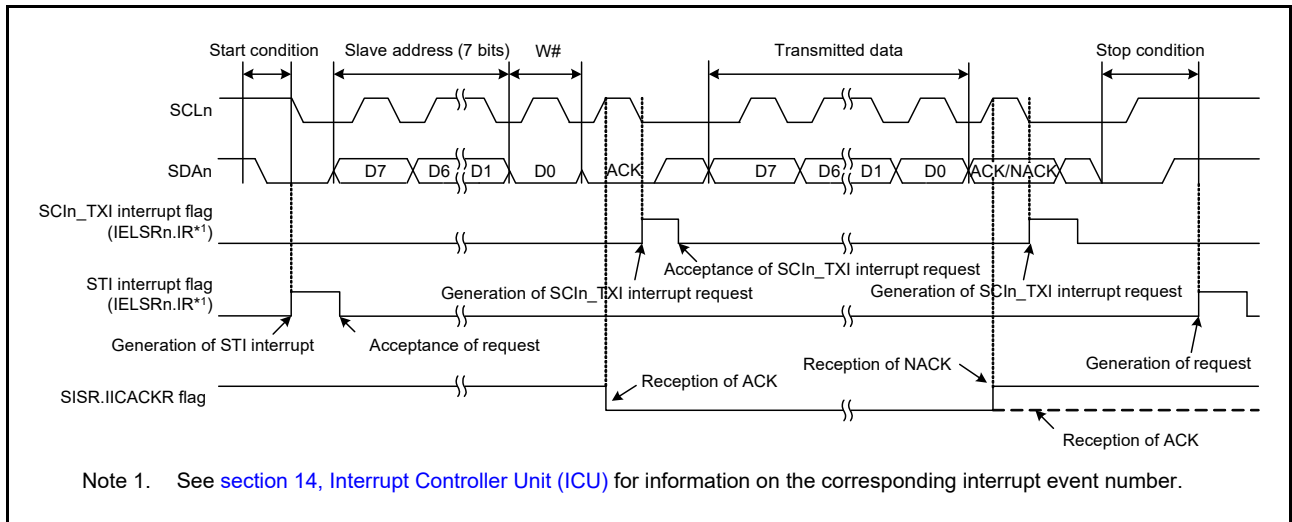 Start condition Slave address (7 bits) W# Transmitted data Stop condition
SCLn
SDAn D7 D6 D1 D0 ACK D7 D6 D1 D0 ACK/NACK
SCIn_TXI interrupt flag
(IELSRn.IR*1)
Acceptance of SCIn_TXI interrupt request
STI interrupt flag
(IELSRn.IR*1)
Generation of SCIn_TXI interrupt request Generation of SCIn_TXI interrupt request
Generation of STI interrupt Acceptance of request Generation of request
Reception of NACK
Reception of ACK
SISR.IICACKR flag
Reception of ACK
Note 1. See section 14, Interrupt Controller Unit (ICU) for information on the corresponding interrupt event number.